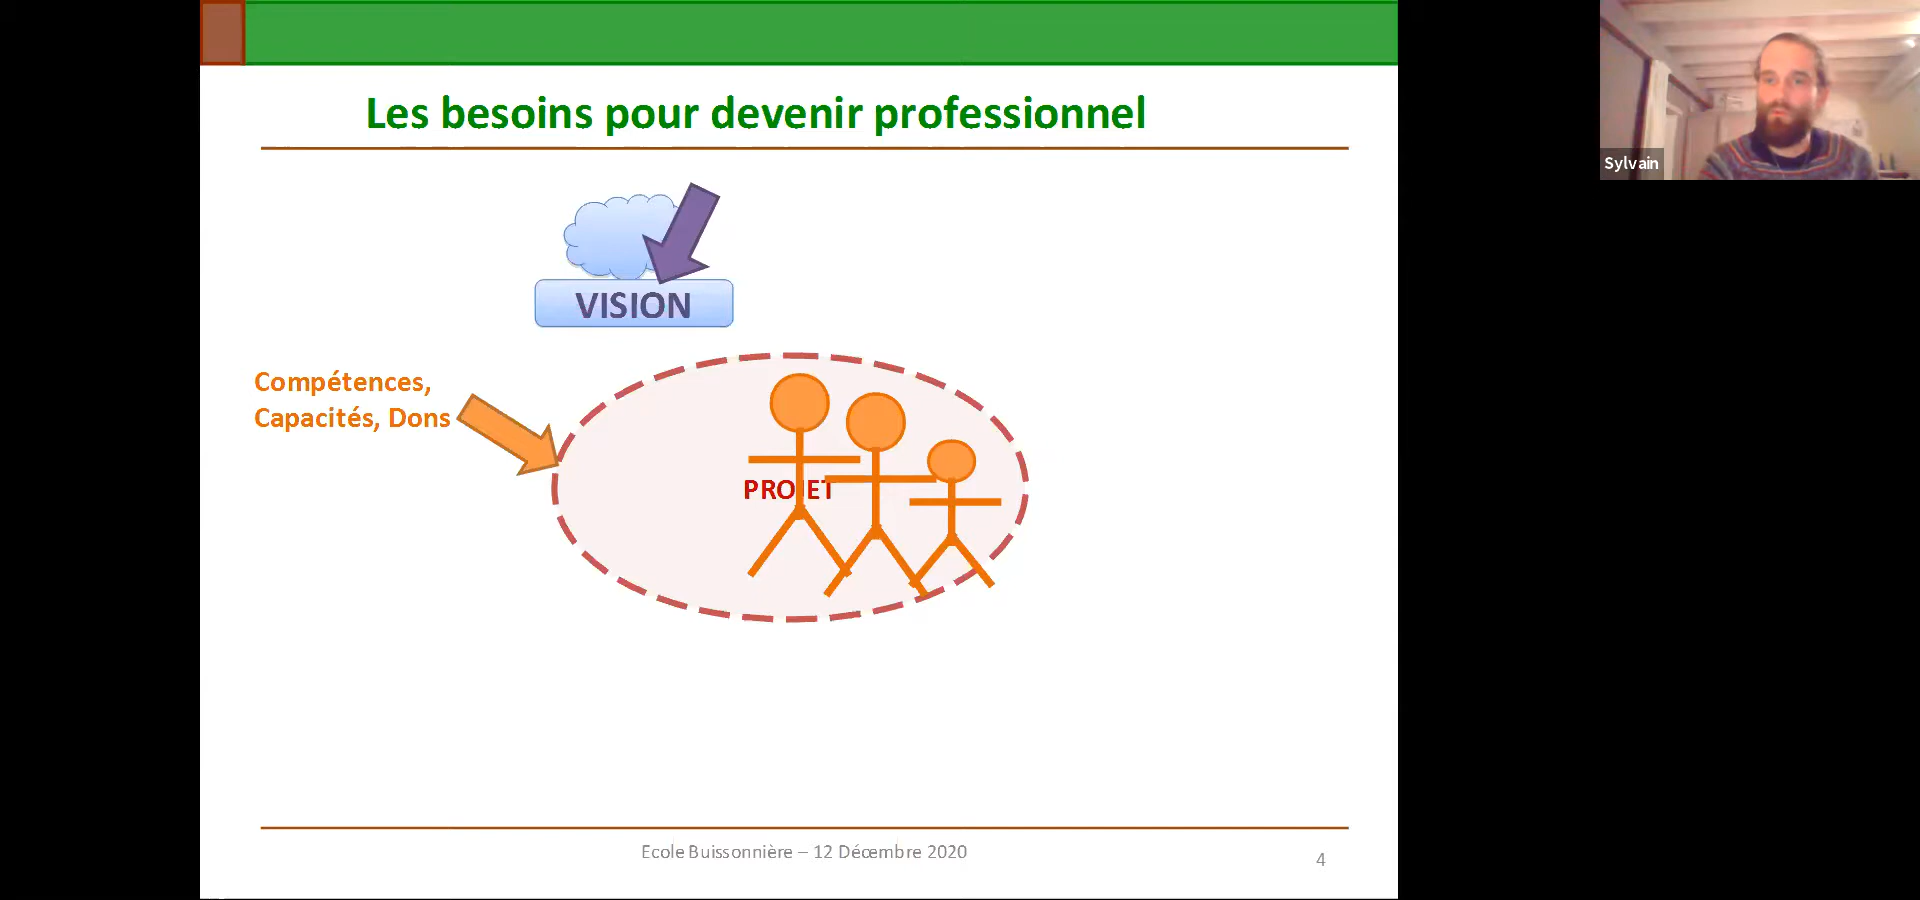 Les besoins pour devenir professionnel
Sylvain
VISION
Compétences,
Capacités, Dons
PROJET
Ecole Buissonnière – 12 Décembre 2020
4